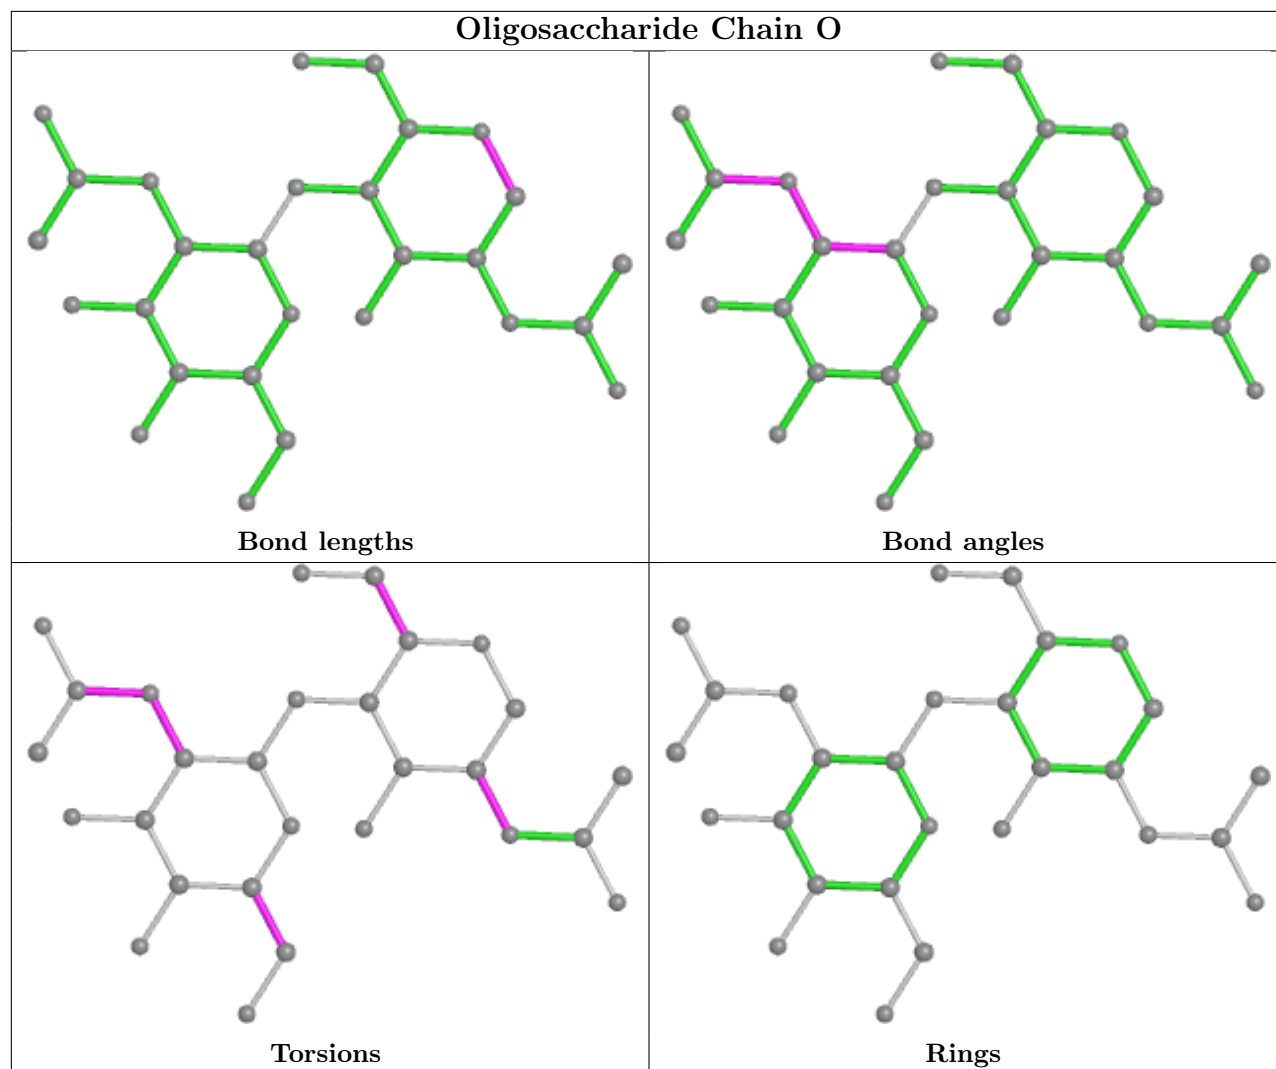 Oligosaccharide Chain O
Bond lengths
Bond angles
Torsions
Rings